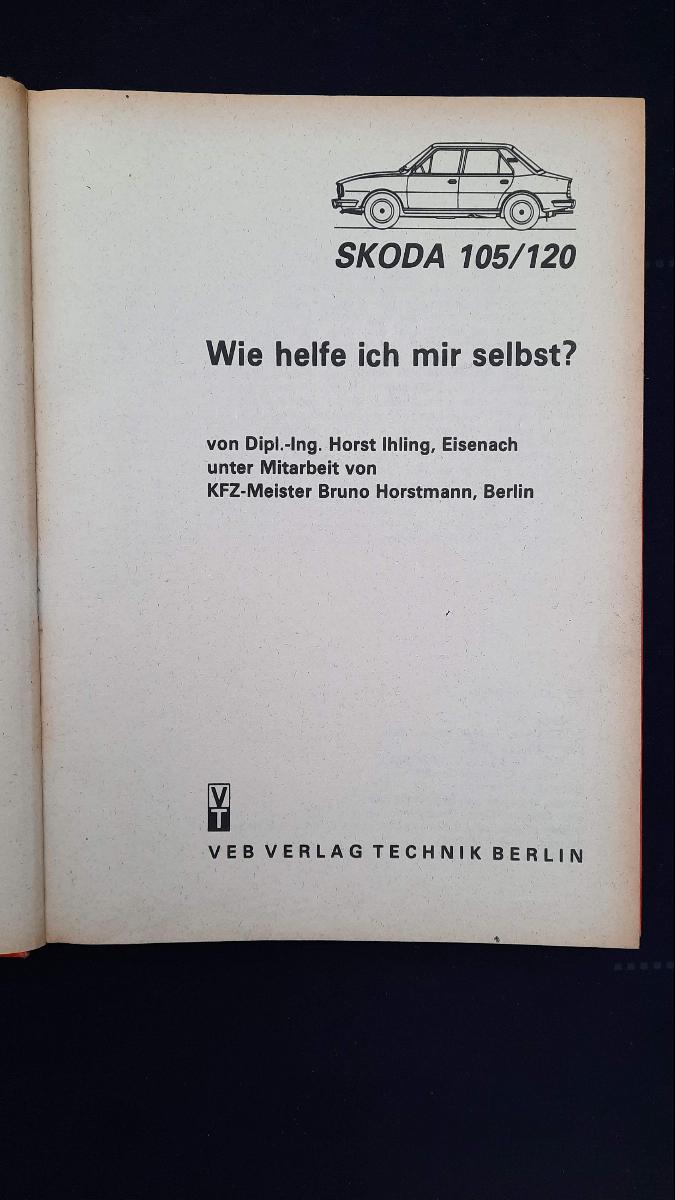 SKODA 105/120
Wie helfe ich mir selbst?
von Dipl.-Ing. Horst Ihling, Eisenach
unter Mitarbeit von
KFZ-Meister Bruno Horstmann, Berlin
V
T
VEB VERLAG TECHNIK BERLIN